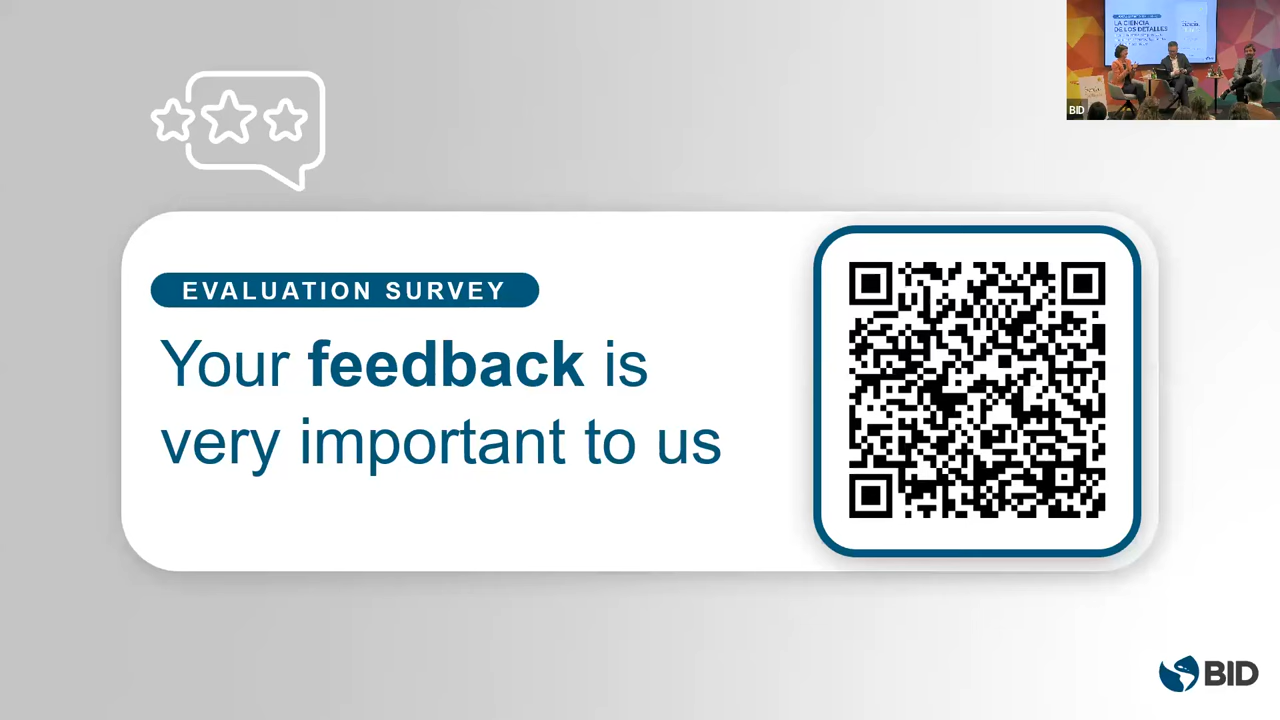 LA CIENCIA
DE LOS DETALLES
BID
EVALUATION SURVEY
Your feedback is
very important to us
BID